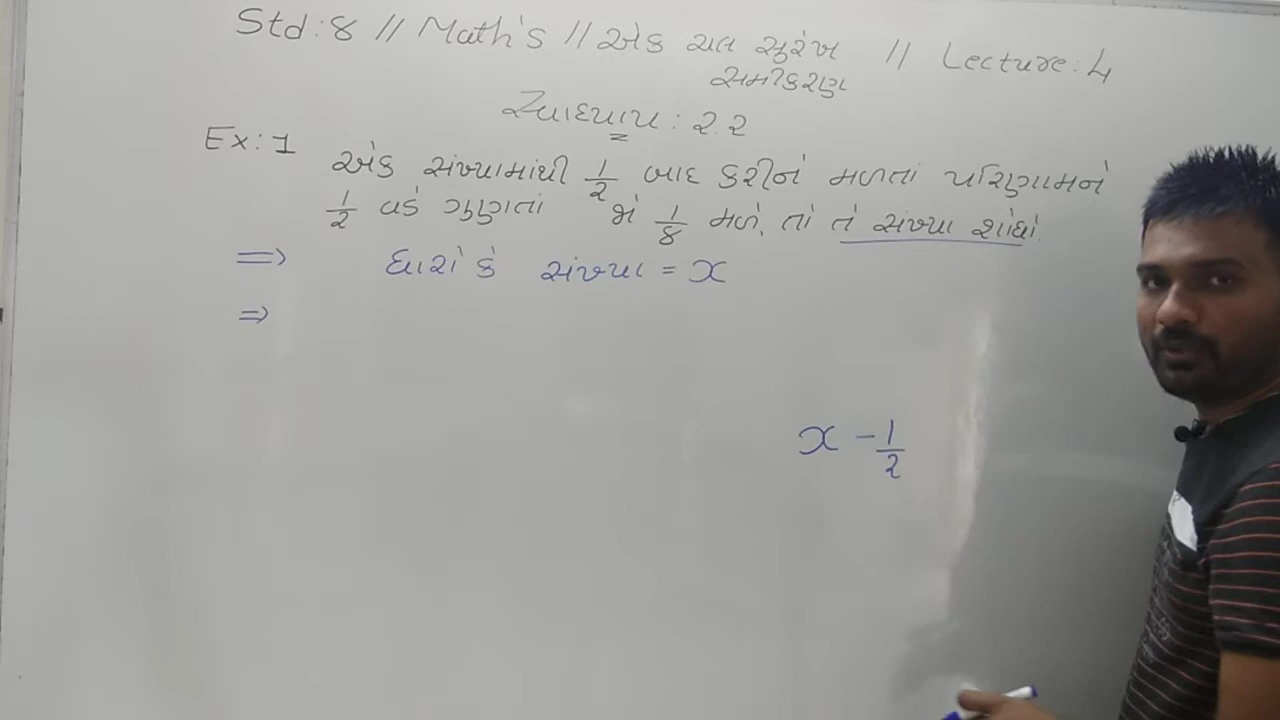 Std: 8 // Math's // એક ચલ સુરેખ // Lecture: 4
સમીકરણ
સ્વાધ્યાય : 2.2
Ex: 1 એક સંખ્યામાંથી 1/2 બાદ કરીને મળતા પરિણામને
1/2 વડે ગુણતા જો 1/8 મળે, તો તે સંખ્યા શોધો.
⇒ ધારો કે સંખ્યા = x
⇒
x - 1/2